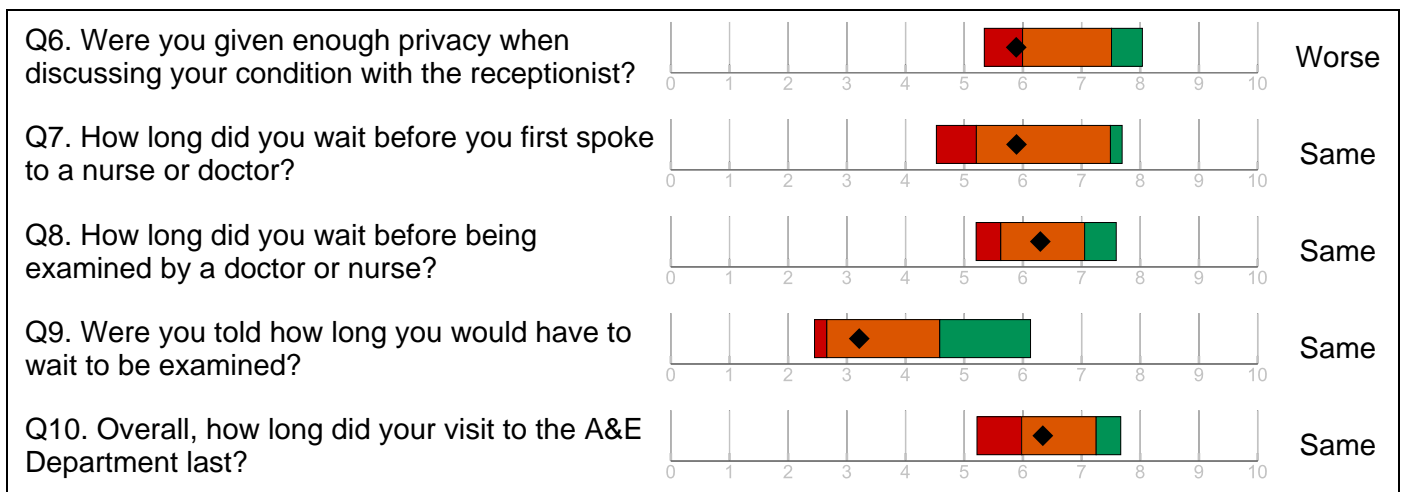 Q6. Were you given enough privacy when
discussing your condition with the receptionist?
0 1 2 3 4 5 6 7 8 9 10
Worse
Q7. How long did you wait before you first spoke
to a nurse or doctor?
0 1 2 3 4 5 6 7 8 9 10
Same
Q8. How long did you wait before being
examined by a doctor or nurse?
0 1 2 3 4 5 6 7 8 9 10
Same
Q9. Were you told how long you would have to
wait to be examined?
0 1 2 3 4 5 6 7 8 9 10
Same
Q10. Overall, how long did your visit to the A&E
Department last?
0 1 2 3 4 5 6 7 8 9 10
Same